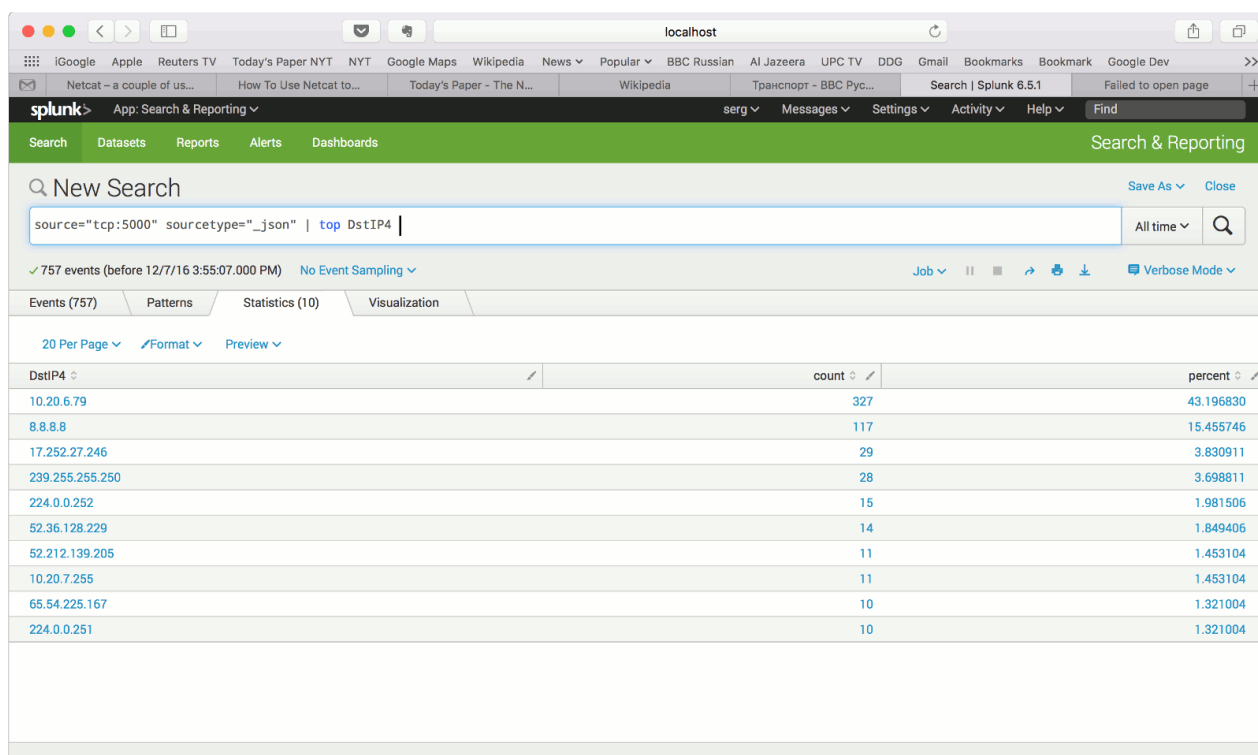 localhost
iGoogle Apple Reuters TV Today's Paper NYT NYT Google Maps Wikipedia News Popular BBC Russian Al Jazeera UPC TV DDG Gmail Bookmarks Bookmark Google Dev >>
Netcat – a couple of us... How To Use Netcat to... Today's Paper - The N... Wikipedia Транспорт - BBC Рус... Search | Splunk 6.5.1 Failed to open page +
splunk> App: Search & Reporting serg Messages Settings Activity Help Find
Search Datasets Reports Alerts Dashboards Search & Reporting
New Search Save As Close
source="tcp:5000" sourcetype="_json" | top DstIP4 All time
757 events (before 12/7/16 3:55:07.000 PM) No Event Sampling Job Verbose Mode
Events (757) Patterns Statistics (10) Visualization
20 Per Page Format Preview
DstIP4 count percent
10.20.6.79 327 43.196830
8.8.8.8 117 15.455746
17.252.27.246 29 3.830911
239.255.255.250 28 3.698811
224.0.0.252 15 1.981506
52.36.128.229 14 1.849406
52.212.139.205 11 1.453104
10.20.7.255 11 1.453104
65.54.225.167 10 1.321004
224.0.0.251 10 1.321004